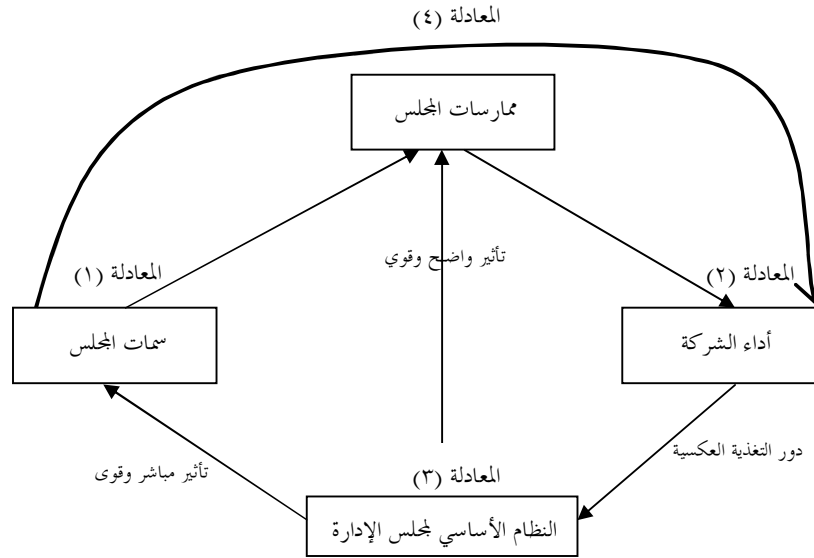 المعادلة (٤)
ممارسات المجلس
تأثير واضح وقوي
المعادلة (٢)
المعادلة (١)
أداء الشركة
سمات المجلس
دور التغذية العكسية
تأثير مباشر وقوى
المعادلة (٣)
النظام الأساسي لمجلس الإدارة